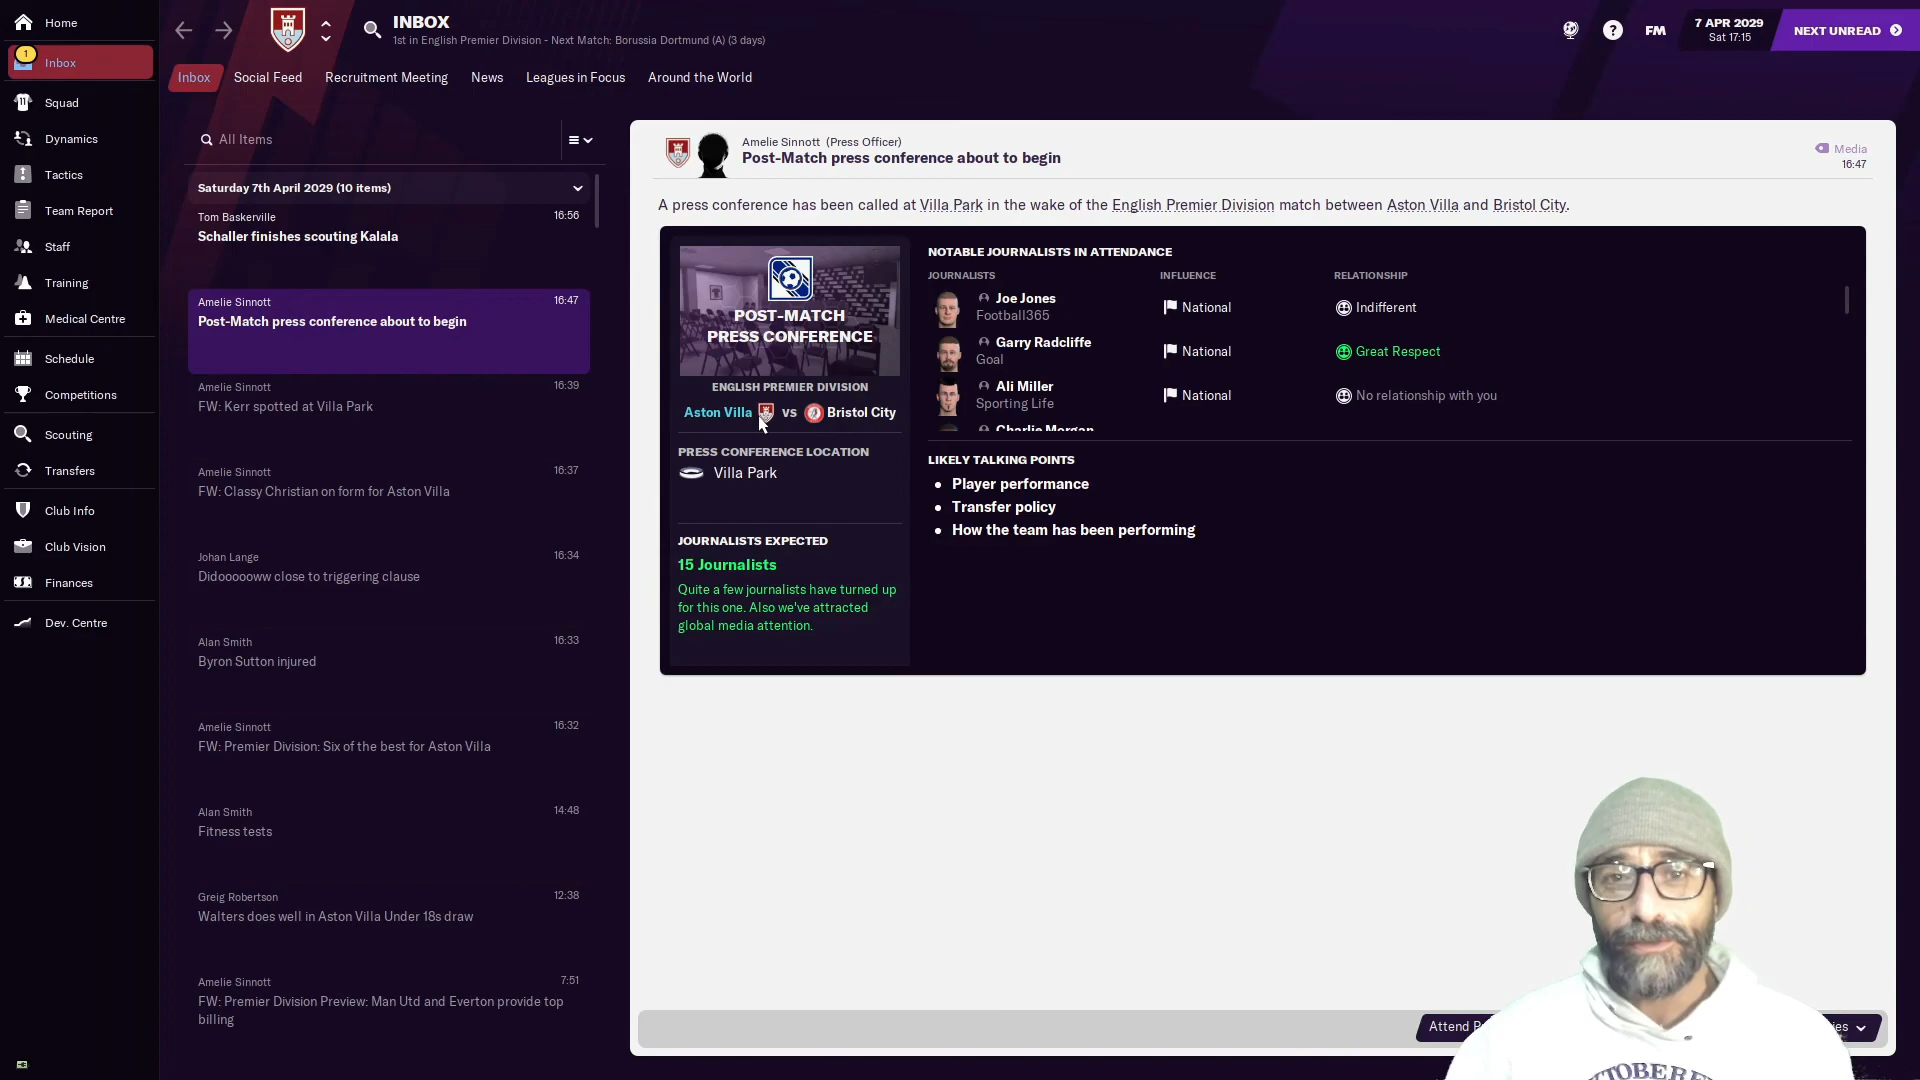 Home
1
Inbox
Squad
Dynamics
Tactics
Team Report
Staff
Training
Medical Centre
Schedule
Competitions
Scouting
Transfers
Club Info
Club Vision
Finances
Dev. Centre
INBOX
1st in English Premier Division - Next Match: Borussia Dortmund (A) (3 days)
?
FM
7 APR 2029
Sat 17:15
NEXT UNREAD
Inbox
Social Feed
Recruitment Meeting
News
Leagues in Focus
Around the World
All Items
Saturday 7th April 2029 (10 items)
Tom Baskerville 16:56
Schaller finishes scouting Kalala
Amelie Sinnott 16:47
Post-Match press conference about to begin
Amelie Sinnott 16:39
FW: Kerr spotted at Villa Park
Amelie Sinnott 16:37
FW: Classy Christian on form for Aston Villa
Johan Lange 16:34
Didoooooww close to triggering clause
Alan Smith 16:33
Byron Sutton injured
Amelie Sinnott 16:32
FW: Premier Division: Six of the best for Aston Villa
Alan Smith 14:48
Fitness tests
Greig Robertson 12:38
Walters does well in Aston Villa Under 18s draw
Amelie Sinnott 7:51
FW: Premier Division Preview: Man Utd and Everton provide top
billing
Amelie Sinnott (Press Officer)
Post-Match press conference about to begin
Media
16:47
A press conference has been called at Villa Park in the wake of the English Premier Division match between Aston Villa and Bristol City.
POST-MATCH
PRESS CONFERENCE
ENGLISH PREMIER DIVISION
Aston Villa vs Bristol City
PRESS CONFERENCE LOCATION
Villa Park
JOURNALISTS EXPECTED
15 Journalists
Quite a few journalists have turned up
for this one. Also we've attracted
global media attention.
NOTABLE JOURNALISTS IN ATTENDANCE
JOURNALISTS INFLUENCE RELATIONSHIP
Joe Jones
Football365
National
Indifferent
Garry Radcliffe
Goal
National
Great Respect
Ali Miller
Sporting Life
National
No relationship with you
Charlie Morgan
LIKELY TALKING POINTS
• Player performance
• Transfer policy
• How the team has been performing
Attend